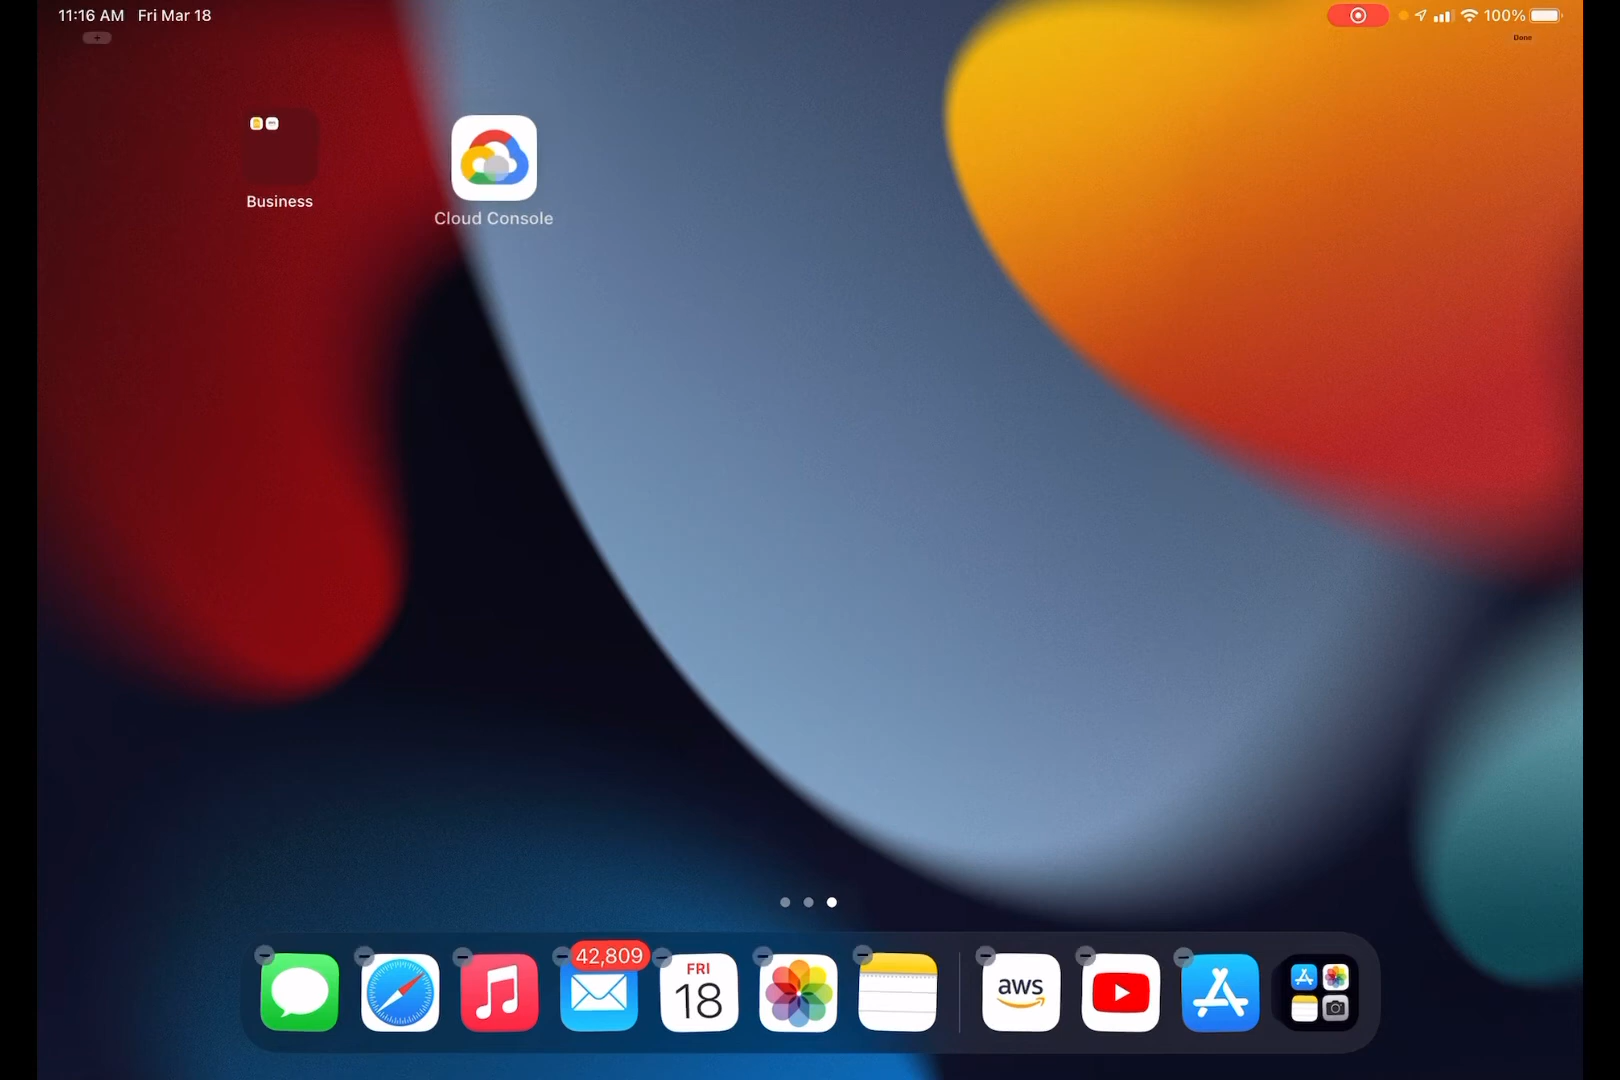 11:16 AM Fri Mar 18
100%
+
Done
Business
Cloud Console
42,809
FRI
18
aws